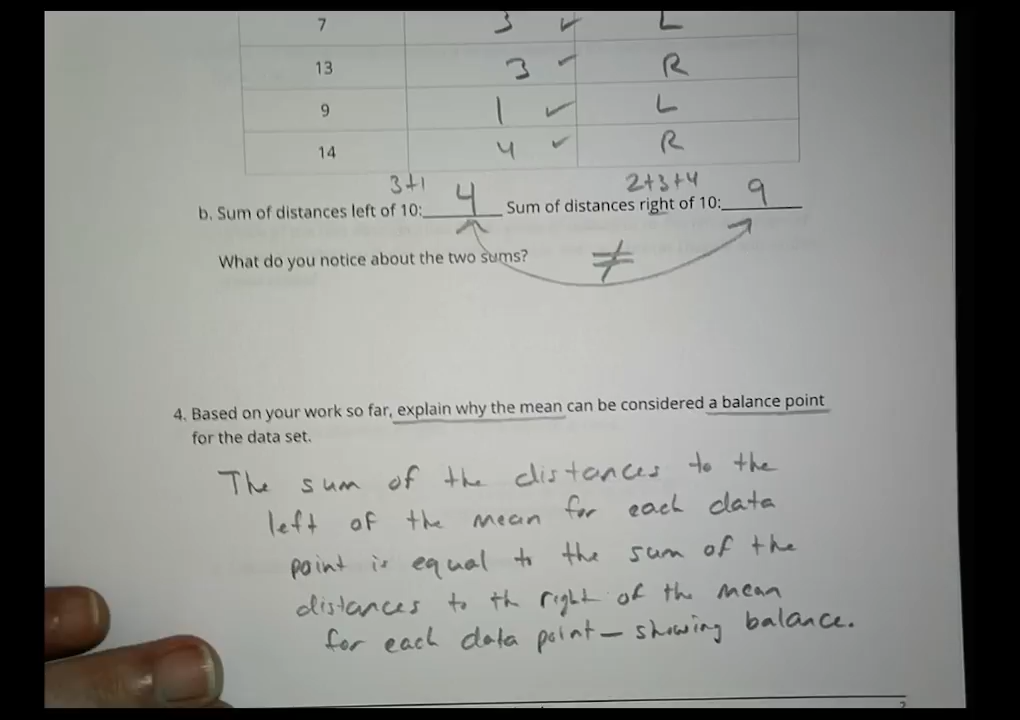 7 3 ✓ L
13 3 ✓ R
9 1 ✓ L
14 4 ✓ R
3+1 2+3+4
b. Sum of distances left of 10: 4 Sum of distances right of 10: 9
What do you notice about the two sums? ≠
4. Based on your work so far, explain why the mean can be considered a balance point
for the data set.
The sum of the distances to the
left of the mean for each data
point is equal to the sum of the
distances to th right of the mean
for each data point — showing balance.